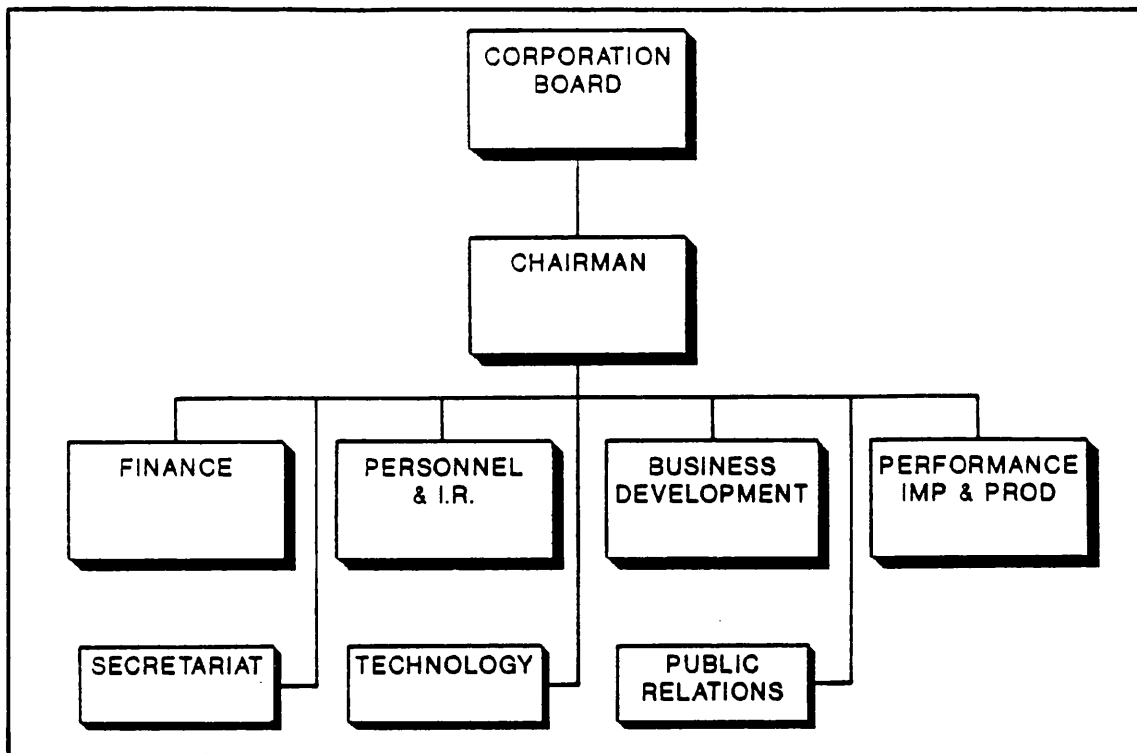 CORPORATION
BOARD
CHAIRMAN
FINANCE
PERSONNEL
& I.R.
BUSINESS
DEVELOPMENT
PERFORMANCE
IMP & PROD
SECRETARIAT
TECHNOLOGY
PUBLIC
RELATIONS